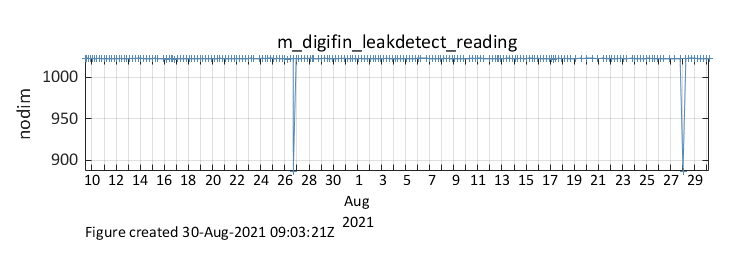 m_digifin_leakdetect_reading
nodim
1000
950
900
10 12 14 16 18 20 22 24 26 28 30 1 3 5 7 9 11 13 15 17 19 21 23 25 27 29
Aug
2021
Figure created 30-Aug-2021 09:03:21Z